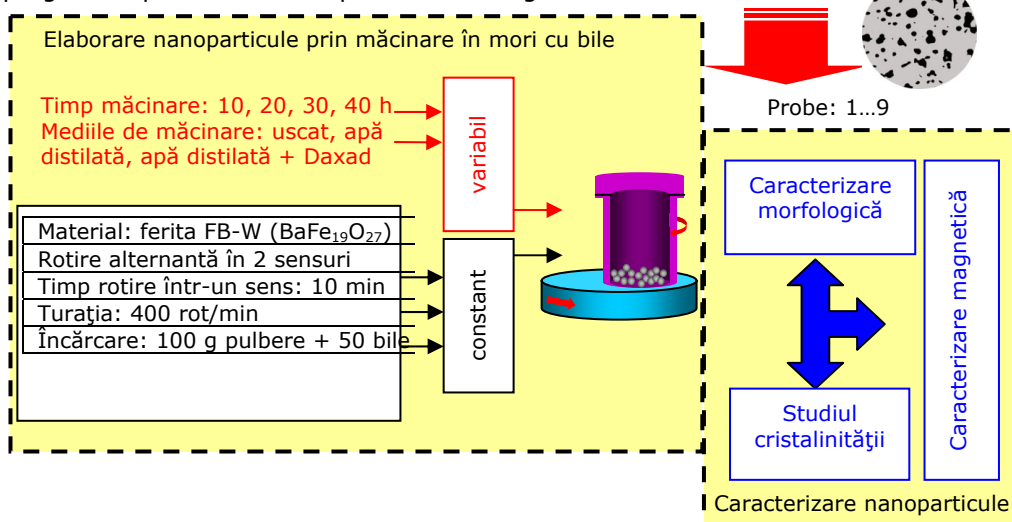 Elaborare nanoparticule prin măcinare în mori cu bile
Timp măcinare: 10, 20, 30, 40 h
Mediile de măcinare: uscat, apă
distilată, apă distilată + Daxad
variabil
Material: ferita FB-W (BaFe₁₉O₂₇)
Rotire alternantă în 2 sensuri
Timp rotire într-un sens: 10 min
Turaţia: 400 rot/min
Încărcare: 100 g pulbere + 50 bile
constant
Probe: 1...9
Caracterizare
morfologică
Studiul
cristalinităţii
Caracterizare magnetică
Caracterizare nanoparticule